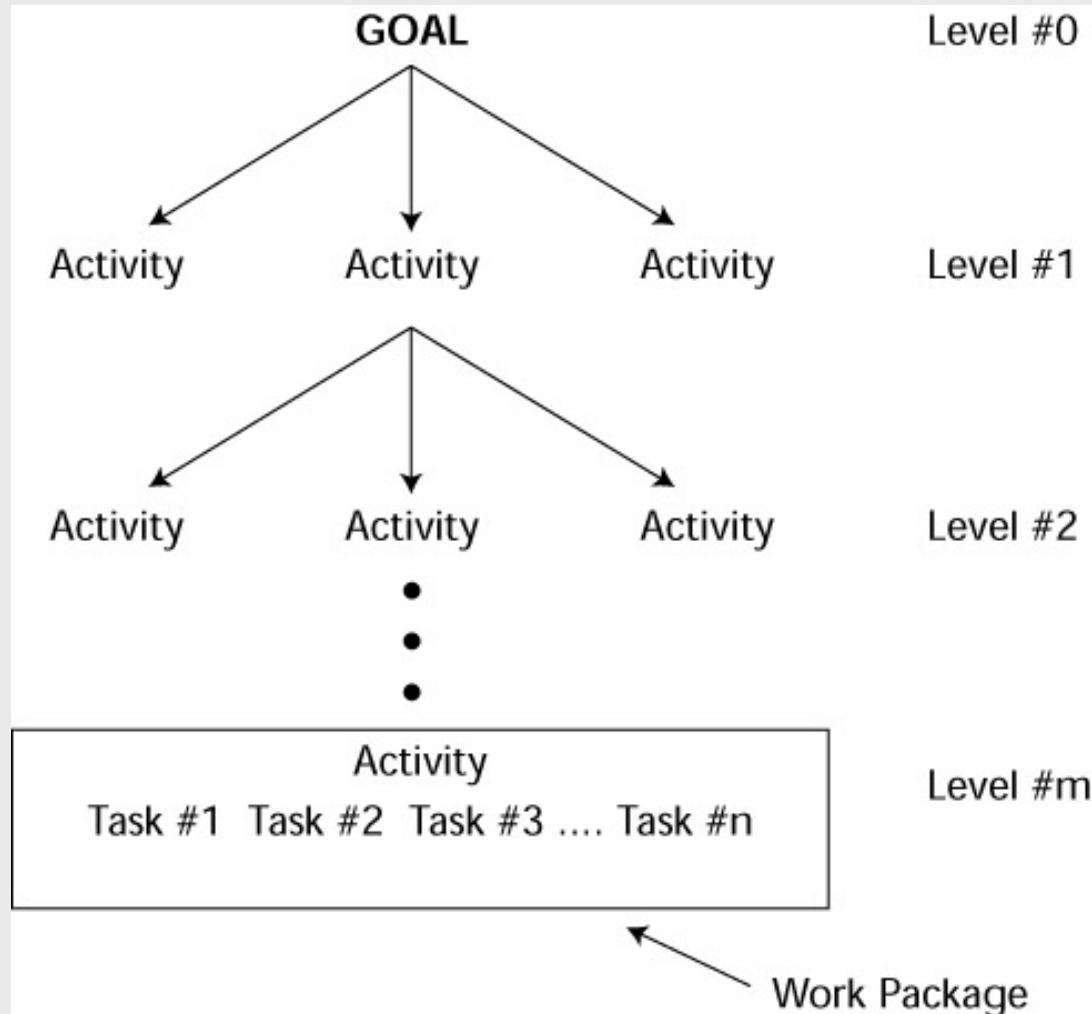 GOAL Level #0
Activity Activity Activity Level #1
Activity Activity Activity Level #2
Activity Level #m
Task #1 Task #2 Task #3 .... Task #n
Work Package